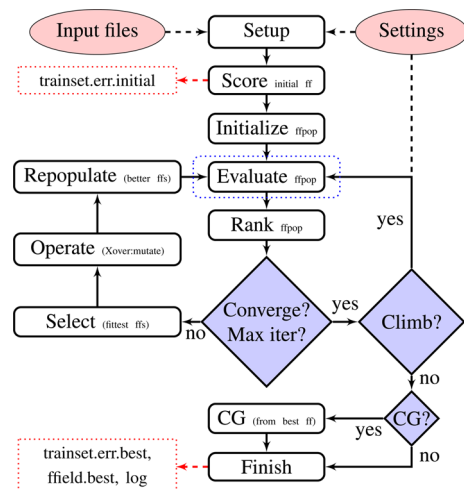 Input files
Setup
Settings
trainset.err.initial
Score initial ff
Initialize ffpop
Repopulate (better ffs)
Evaluate ffpop
yes
Rank ffpop
Operate (Xover:mutate)
Converge?
Max iter?
yes
Climb?
Select (fittest ffs)
no
no
CG (from best ff)
yes
CG?
trainset.err.best,
ffield.best, log
Finish
no